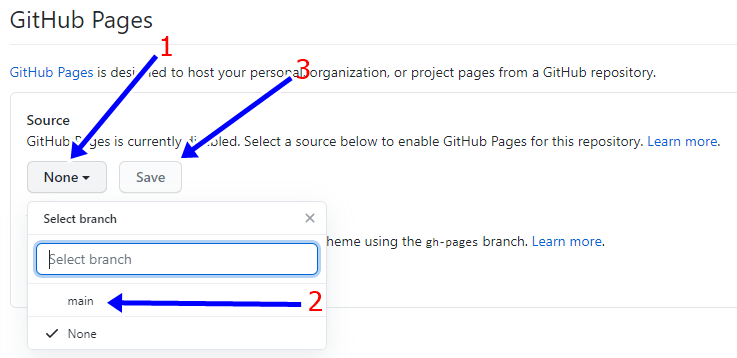 GitHub Pages
1
3
GitHub Pages is designed to host your personal, organization, or project pages from a GitHub repository.
Source
GitHub Pages is currently disabled. Select a source below to enable GitHub Pages for this repository. Learn more.
None
Save
Select branch
Select branch
heme using the gh-pages branch. Learn more.
main
2
None